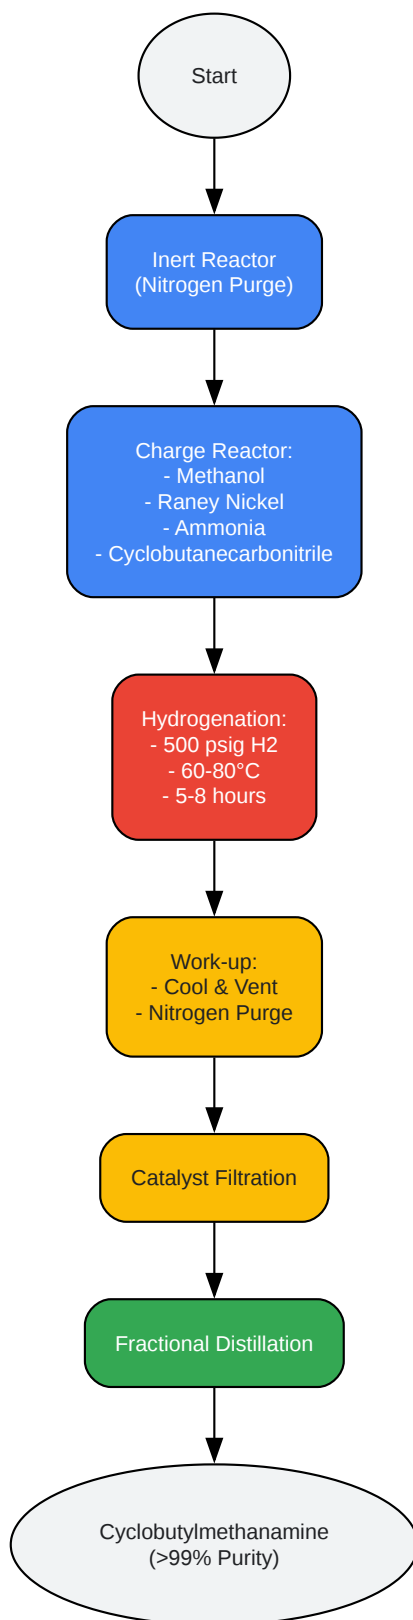 Start
Inert Reactor
(Nitrogen Purge)
Charge Reactor:
- Methanol
- Raney Nickel
- Ammonia
- Cyclobutanecarbonitrile
Hydrogenation:
- 500 psig H2
- 60-80°C
- 5-8 hours
Work-up:
- Cool & Vent
- Nitrogen Purge
Catalyst Filtration
Fractional Distillation
Cyclobutylmethanamine
(>99% Purity)